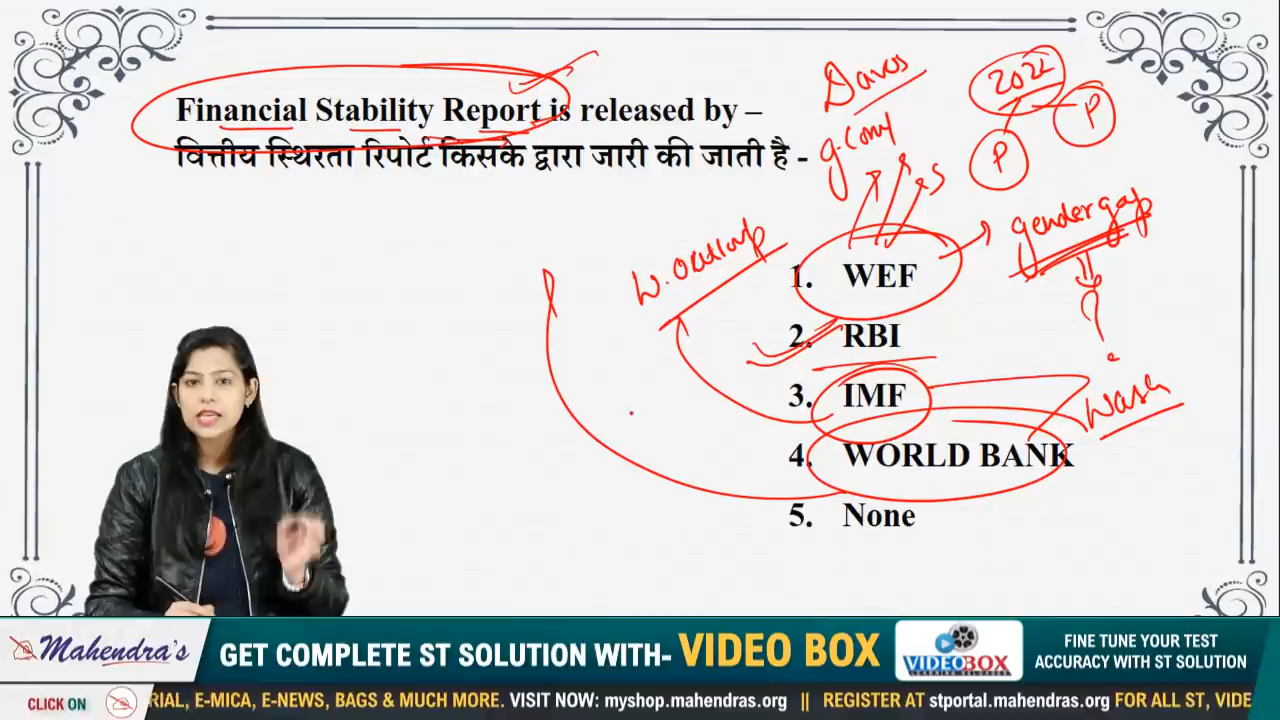 Financial Stability Report is released by –
वित्तीय स्थिरता रिपोर्ट किसके द्वारा जारी की जाती है -
Davos
2022
P
P
gender gap
?
1. WEF
2. RBI
3. IMF
4. WORLD BANK
5. None
Wash
Mahendra's
GET COMPLETE ST SOLUTION WITH- VIDEO BOX
VIDEOBOX
LEARNING RELOADED
FINE TUNE YOUR TEST
ACCURACY WITH ST SOLUTION
CLICK ON
RIAL, E-MICA, E-NEWS, BAGS & MUCH MORE. VISIT NOW: myshop.mahendras.org || REGISTER AT stportal.mahendras.org FOR ALL ST, VIDE